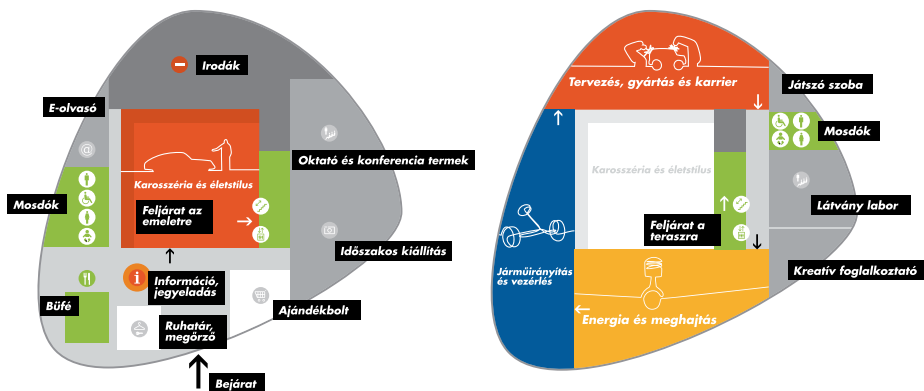 Irodák
E-olvasó
@
Oktató és konferencia termek
Karosszéria és életstílus
Mosdók
Feljárat az
emeletre
Időszakos kiállítás
i
Információ,
jegyeladás
Büfé
Ajándékbolt
Ruhatár,
megőrző
Bejárat
Tervezés, gyártás és karrier
Játszó szoba
Mosdók
Karosszéria és életstílus
Látvány labor
Feljárat a
teraszra
Járműirányítás
és vezérlés
Kreatív foglalkoztató
Energia és meghajtás